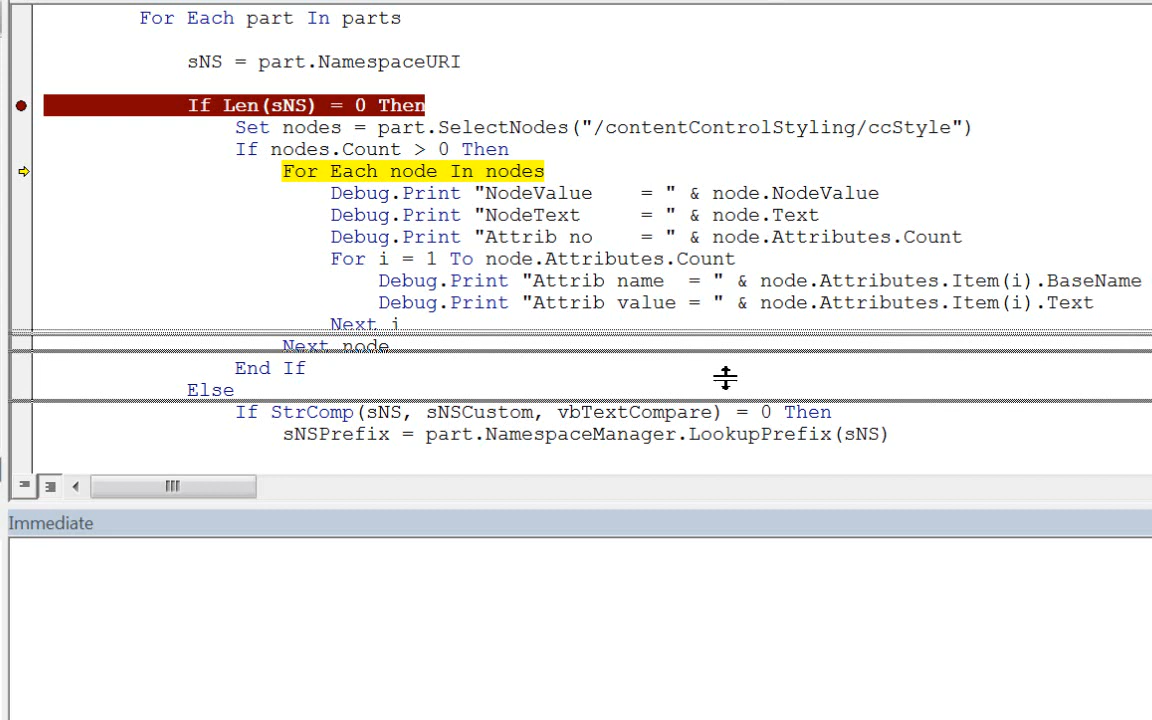 For Each part In parts
sNS = part.NamespaceURI
If Len(sNS) = 0 Then
Set nodes = part.SelectNodes("/contentControlStyling/ccStyle")
If nodes.Count > 0 Then
For Each node In nodes
Debug.Print "NodeValue    = " & node.NodeValue
Debug.Print "NodeText     = " & node.Text
Debug.Print "Attrib no    = " & node.Attributes.Count
For i = 1 To node.Attributes.Count
Debug.Print "Attrib name  = " & node.Attributes.Item(i).BaseName
Debug.Print "Attrib value = " & node.Attributes.Item(i).Text
Next i
Next node
End If
Else
If StrComp(sNS, sNSCustom, vbTextCompare) = 0 Then
sNSPrefix = part.NamespaceManager.LookupPrefix(sNS)
Immediate